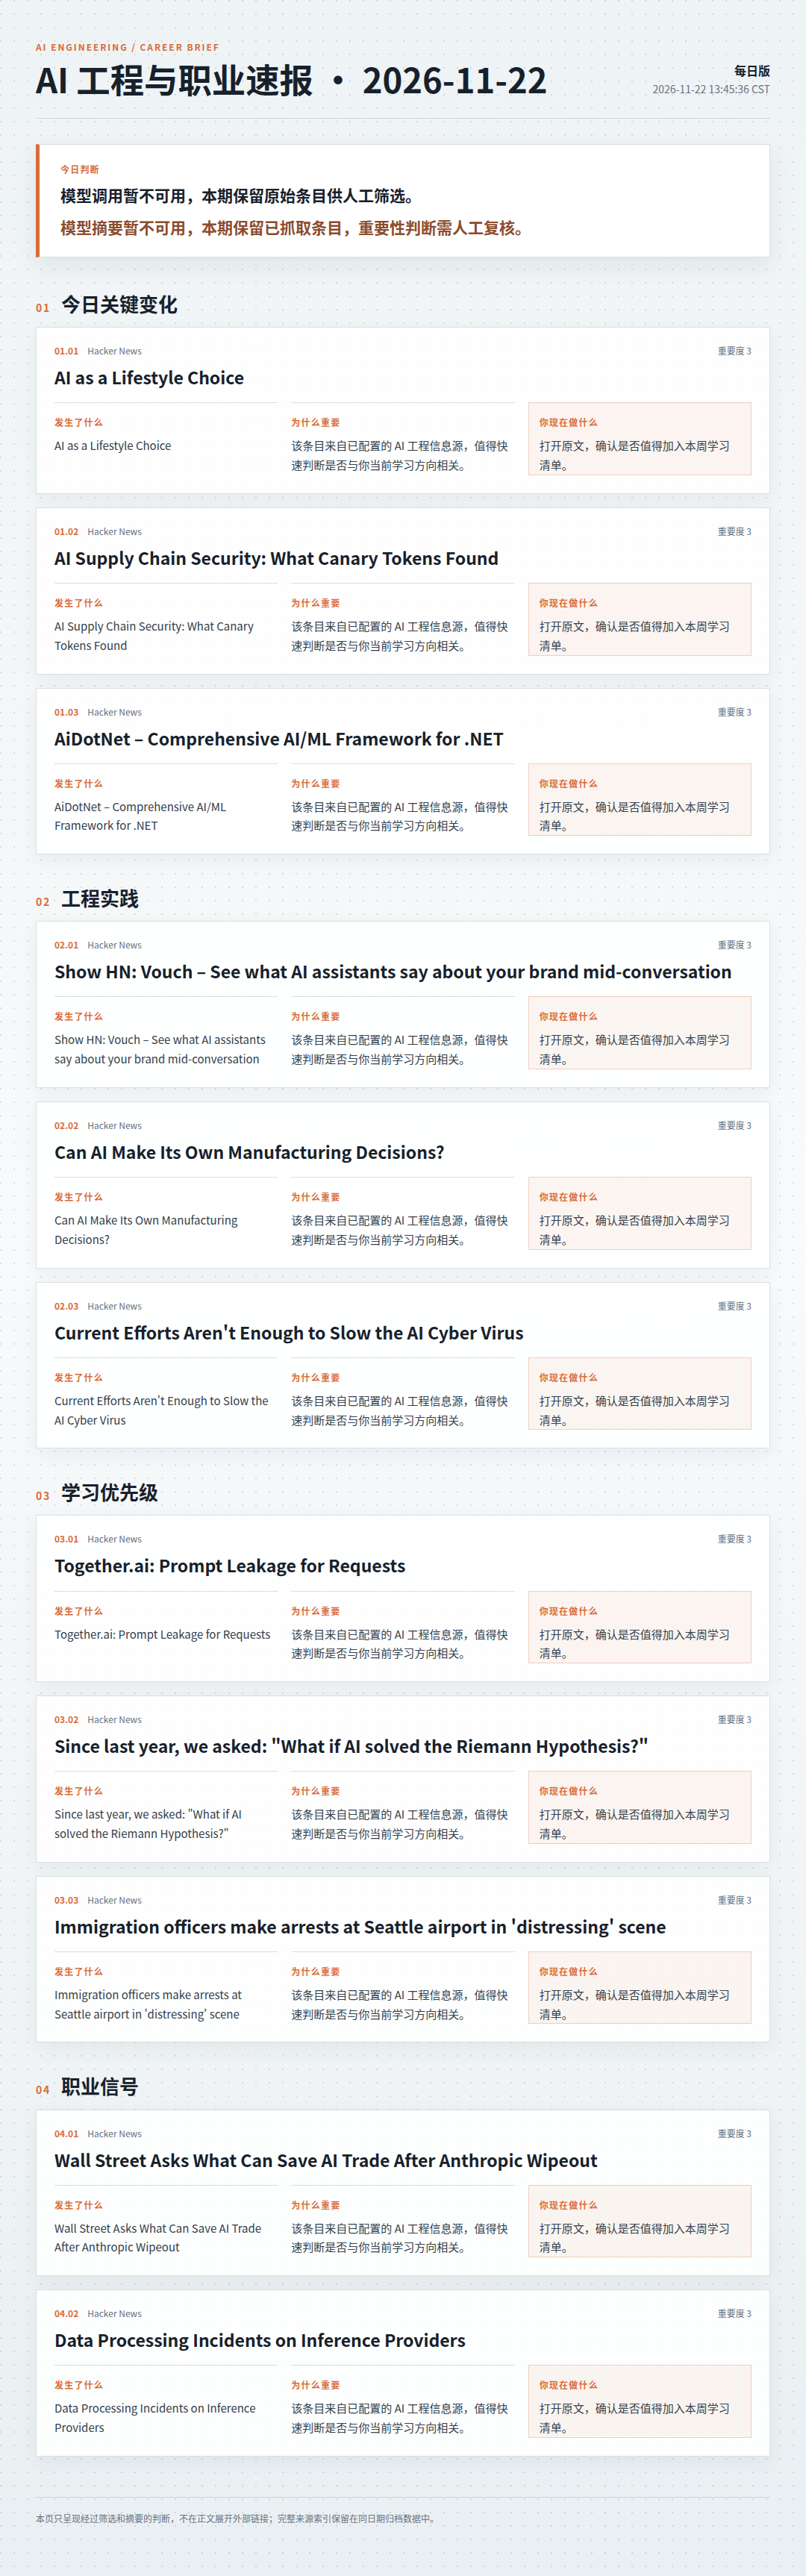 AI ENGINEERING / CAREER BRIEF
AI 工程与职业速报 • 2026-11-22
每日版
2026-11-22 13:45:36 CST
今日判断
模型调用暂不可用，本期保留原始条目供人工筛选。
模型摘要暂不可用，本期保留已抓取条目，重要性判断需人工复核。
01 今日关键变化
01.01 Hacker News
重要度 3
AI as a Lifestyle Choice
发生了什么
AI as a Lifestyle Choice
为什么重要
该条目来自已配置的 AI 工程信息源，值得快
速判断是否与你当前学习方向相关。
你现在做什么
打开原文，确认是否值得加入本周学习
清单。
01.02 Hacker News
重要度 3
AI Supply Chain Security: What Canary Tokens Found
发生了什么
AI Supply Chain Security: What Canary
Tokens Found
为什么重要
该条目来自已配置的 AI 工程信息源，值得快
速判断是否与你当前学习方向相关。
你现在做什么
打开原文，确认是否值得加入本周学习
清单。
01.03 Hacker News
重要度 3
AiDotNet – Comprehensive AI/ML Framework for .NET
发生了什么
AiDotNet – Comprehensive AI/ML
Framework for .NET
为什么重要
该条目来自已配置的 AI 工程信息源，值得快
速判断是否与你当前学习方向相关。
你现在做什么
打开原文，确认是否值得加入本周学习
清单。
02 工程实践
02.01 Hacker News
重要度 3
Show HN: Vouch – See what AI assistants say about your brand mid-conversation
发生了什么
Show HN: Vouch – See what AI assistants
say about your brand mid-conversation
为什么重要
该条目来自已配置的 AI 工程信息源，值得快
速判断是否与你当前学习方向相关。
你现在做什么
打开原文，确认是否值得加入本周学习
清单。
02.02 Hacker News
重要度 3
Can AI Make Its Own Manufacturing Decisions?
发生了什么
Can AI Make Its Own Manufacturing
Decisions?
为什么重要
该条目来自已配置的 AI 工程信息源，值得快
速判断是否与你当前学习方向相关。
你现在做什么
打开原文，确认是否值得加入本周学习
清单。
02.03 Hacker News
重要度 3
Current Efforts Aren't Enough to Slow the AI Cyber Virus
发生了什么
Current Efforts Aren't Enough to Slow the
AI Cyber Virus
为什么重要
该条目来自已配置的 AI 工程信息源，值得快
速判断是否与你当前学习方向相关。
你现在做什么
打开原文，确认是否值得加入本周学习
清单。
03 学习优先级
03.01 Hacker News
重要度 3
Together.ai: Prompt Leakage for Requests
发生了什么
Together.ai: Prompt Leakage for Requests
为什么重要
该条目来自已配置的 AI 工程信息源，值得快
速判断是否与你当前学习方向相关。
你现在做什么
打开原文，确认是否值得加入本周学习
清单。
03.02 Hacker News
重要度 3
Since last year, we asked: "What if AI solved the Riemann Hypothesis?"
发生了什么
Since last year, we asked: "What if AI
solved the Riemann Hypothesis?"
为什么重要
该条目来自已配置的 AI 工程信息源，值得快
速判断是否与你当前学习方向相关。
你现在做什么
打开原文，确认是否值得加入本周学习
清单。
03.03 Hacker News
重要度 3
Immigration officers make arrests at Seattle airport in 'distressing' scene
发生了什么
Immigration officers make arrests at
Seattle airport in 'distressing' scene
为什么重要
该条目来自已配置的 AI 工程信息源，值得快
速判断是否与你当前学习方向相关。
你现在做什么
打开原文，确认是否值得加入本周学习
清单。
04 职业信号
04.01 Hacker News
重要度 3
Wall Street Asks What Can Save AI Trade After Anthropic Wipeout
发生了什么
Wall Street Asks What Can Save AI Trade
After Anthropic Wipeout
为什么重要
该条目来自已配置的 AI 工程信息源，值得快
速判断是否与你当前学习方向相关。
你现在做什么
打开原文，确认是否值得加入本周学习
清单。
04.02 Hacker News
重要度 3
Data Processing Incidents on Inference Providers
发生了什么
Data Processing Incidents on Inference
Providers
为什么重要
该条目来自已配置的 AI 工程信息源，值得快
速判断是否与你当前学习方向相关。
你现在做什么
打开原文，确认是否值得加入本周学习
清单。
本页只呈现经过筛选和摘要的判断，不在正文展开外部链接；完整来源索引保留在同日期归档数据中。